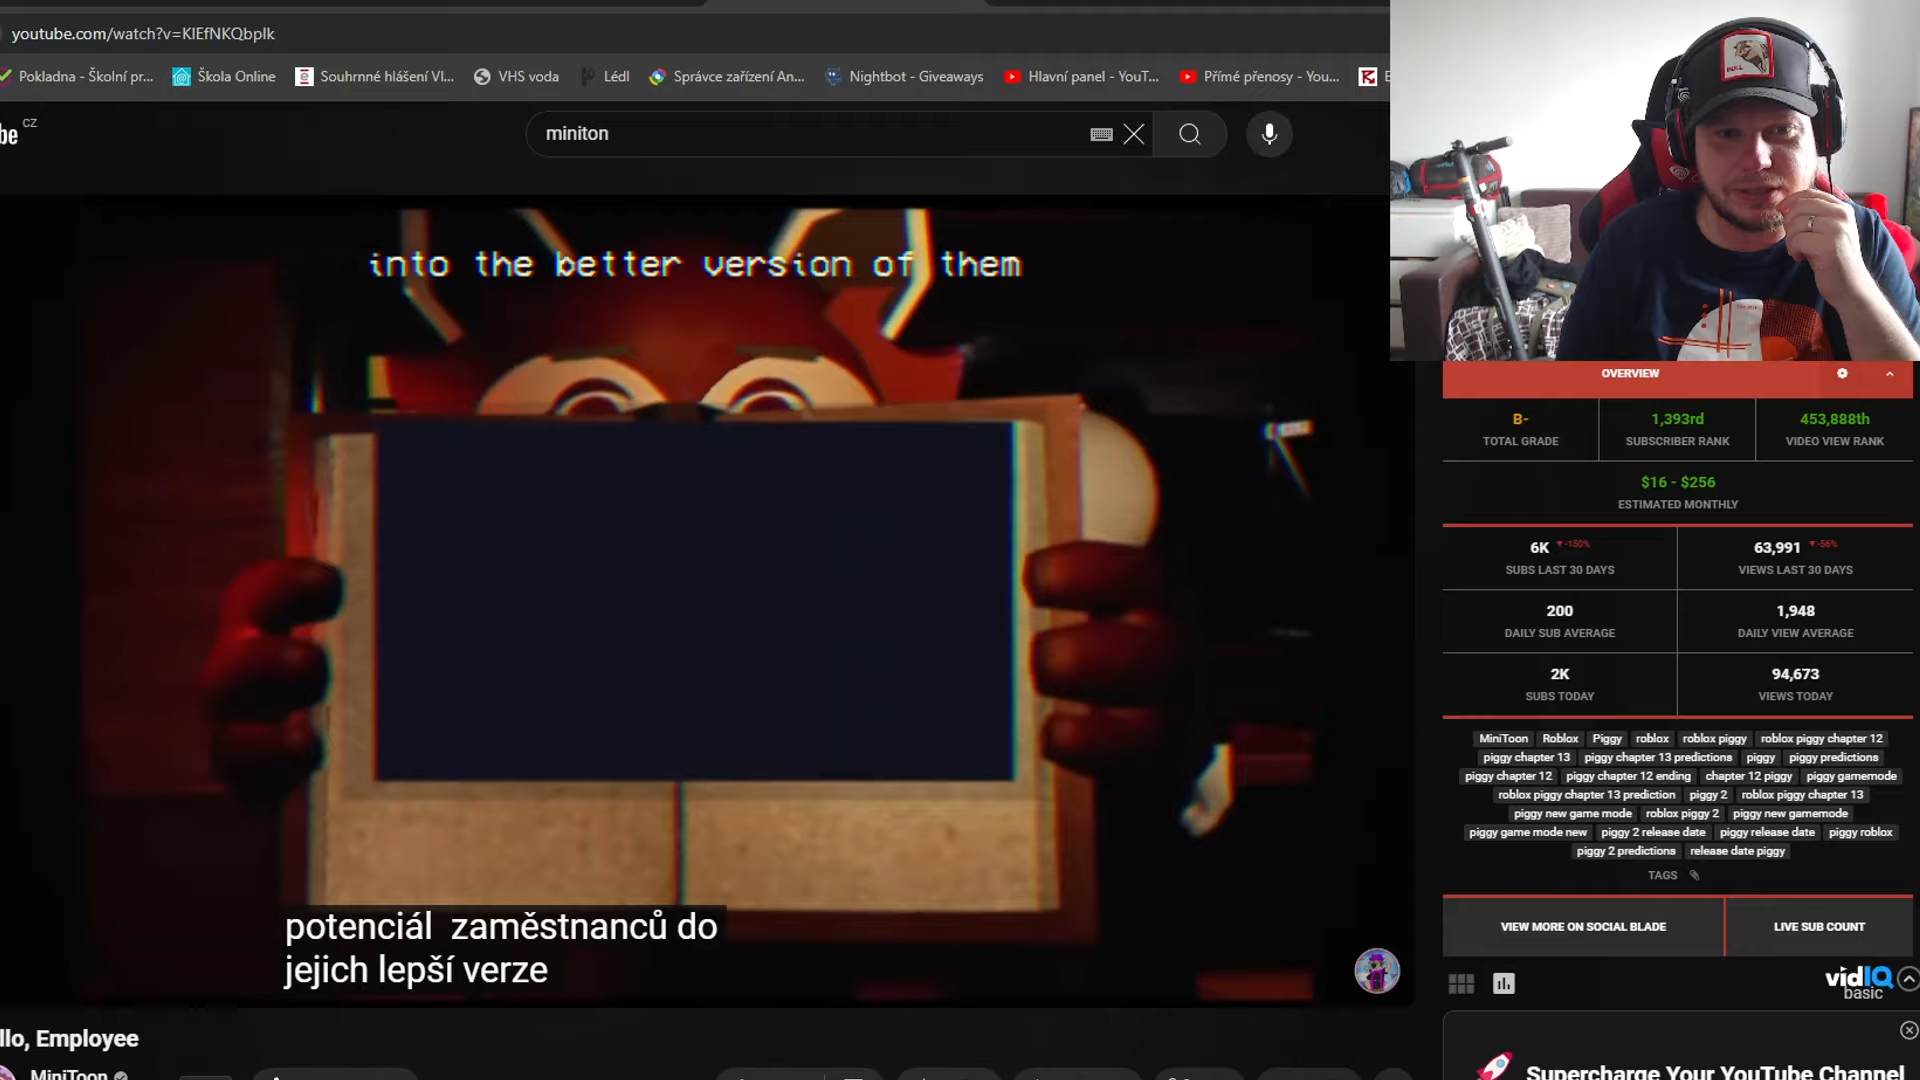 youtube.com/watch?v=KlEfNKQbplk
Pokladna - Školní pr...
Škola Online
Souhrnné hlášení Vl...
VHS voda
Lédl
Správce zařízení An...
Nightbot - Giveaways
Hlavní panel - YouT...
Přímé přenosy - You...
be CZ
miniton
BULL
into the better version of them
OVERVIEW
B-
TOTAL GRADE
1,393rd
SUBSCRIBER RANK
453,888th
VIDEO VIEW RANK
$16 - $256
ESTIMATED MONTHLY
6K -150%
SUBS LAST 30 DAYS
63,991 -56%
VIEWS LAST 30 DAYS
200
DAILY SUB AVERAGE
1,948
DAILY VIEW AVERAGE
2K
SUBS TODAY
94,673
VIEWS TODAY
MiniToon Roblox Piggy roblox roblox piggy roblox piggy chapter 12
piggy chapter 13 piggy chapter 13 predictions piggy piggy predictions
piggy chapter 12 piggy chapter 12 ending chapter 12 piggy piggy gamemode
roblox piggy chapter 13 prediction piggy 2 roblox piggy chapter 13
piggy new game mode roblox piggy 2 piggy new gamemode
piggy game mode new piggy 2 release date piggy release date piggy roblox
piggy 2 predictions release date piggy
TAGS
VIEW MORE ON SOCIAL BLADE
LIVE SUB COUNT
vidIQ
basic
potenciál zaměstnanců do
jejich lepší verze
llo, Employee
MiniToon
Supercharge Your YouTube Channel